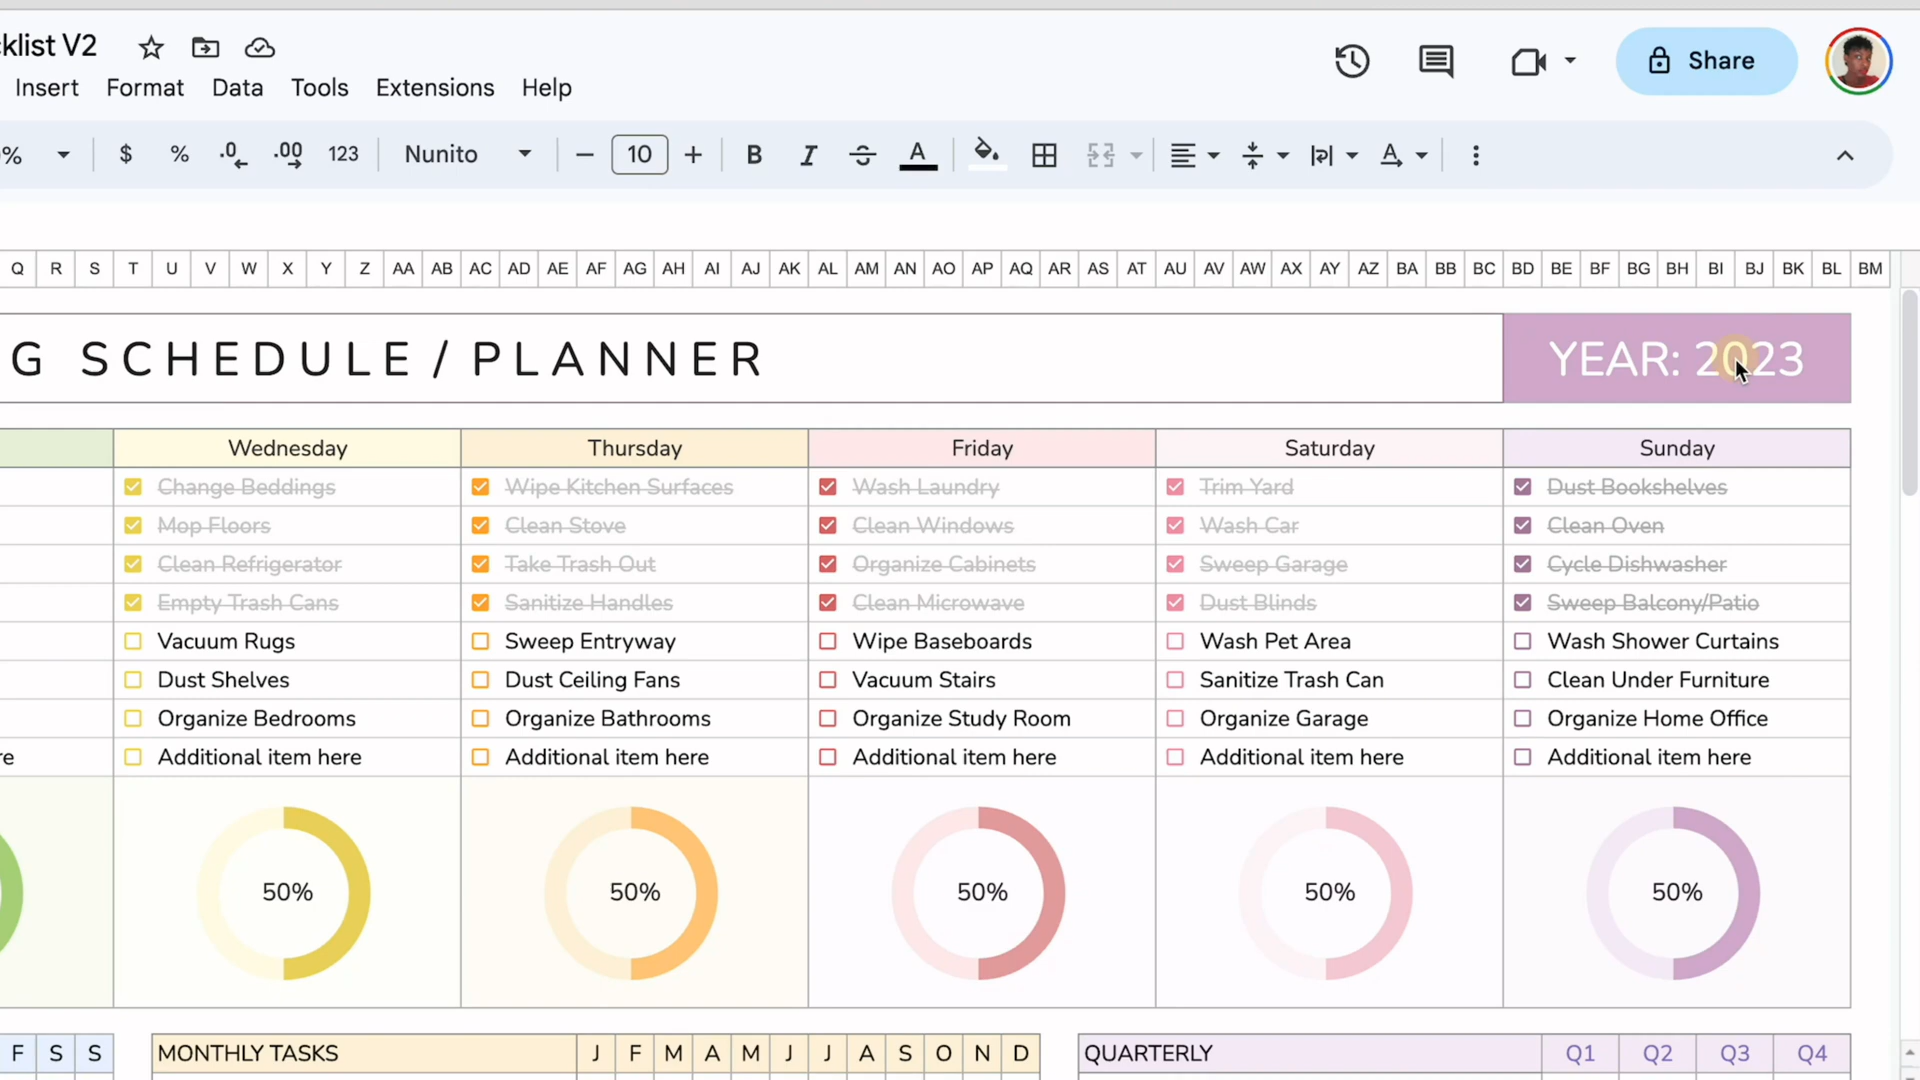 klist V2
Share
Insert Format Data Tools Extensions Help
% $ % .0 .00 123 Nunito 10 B I S A A
Q R S T U V W X Y Z AA AB AC AD AE AF AG AH AI AJ AK AL AM AN AO AP AQ AR AS AT AU AV AW AX AY AZ BA BB BC BD BE BF BG BH BI BJ BK BL BM
G SCHEDULE / PLANNER YEAR: 2023
Wednesday Thursday Friday Saturday Sunday
Change Beddings Wipe Kitchen Surfaces Wash Laundry Trim Yard Dust Bookshelves
Mop Floors Clean Stove Clean Windows Wash Car Clean Oven
Clean Refrigerator Take Trash Out Organize Cabinets Sweep Garage Cycle Dishwasher
Empty Trash Cans Sanitize Handles Clean Microwave Dust Blinds Sweep Balcony/Patio
Vacuum Rugs Sweep Entryway Wipe Baseboards Wash Pet Area Wash Shower Curtains
Dust Shelves Dust Ceiling Fans Vacuum Stairs Sanitize Trash Can Clean Under Furniture
Organize Bedrooms Organize Bathrooms Organize Study Room Organize Garage Organize Home Office
re Additional item here Additional item here Additional item here Additional item here Additional item here
50% 50% 50% 50% 50%
F S S MONTHLY TASKS J F M A M J J A S O N D QUARTERLY Q1 Q2 Q3 Q4